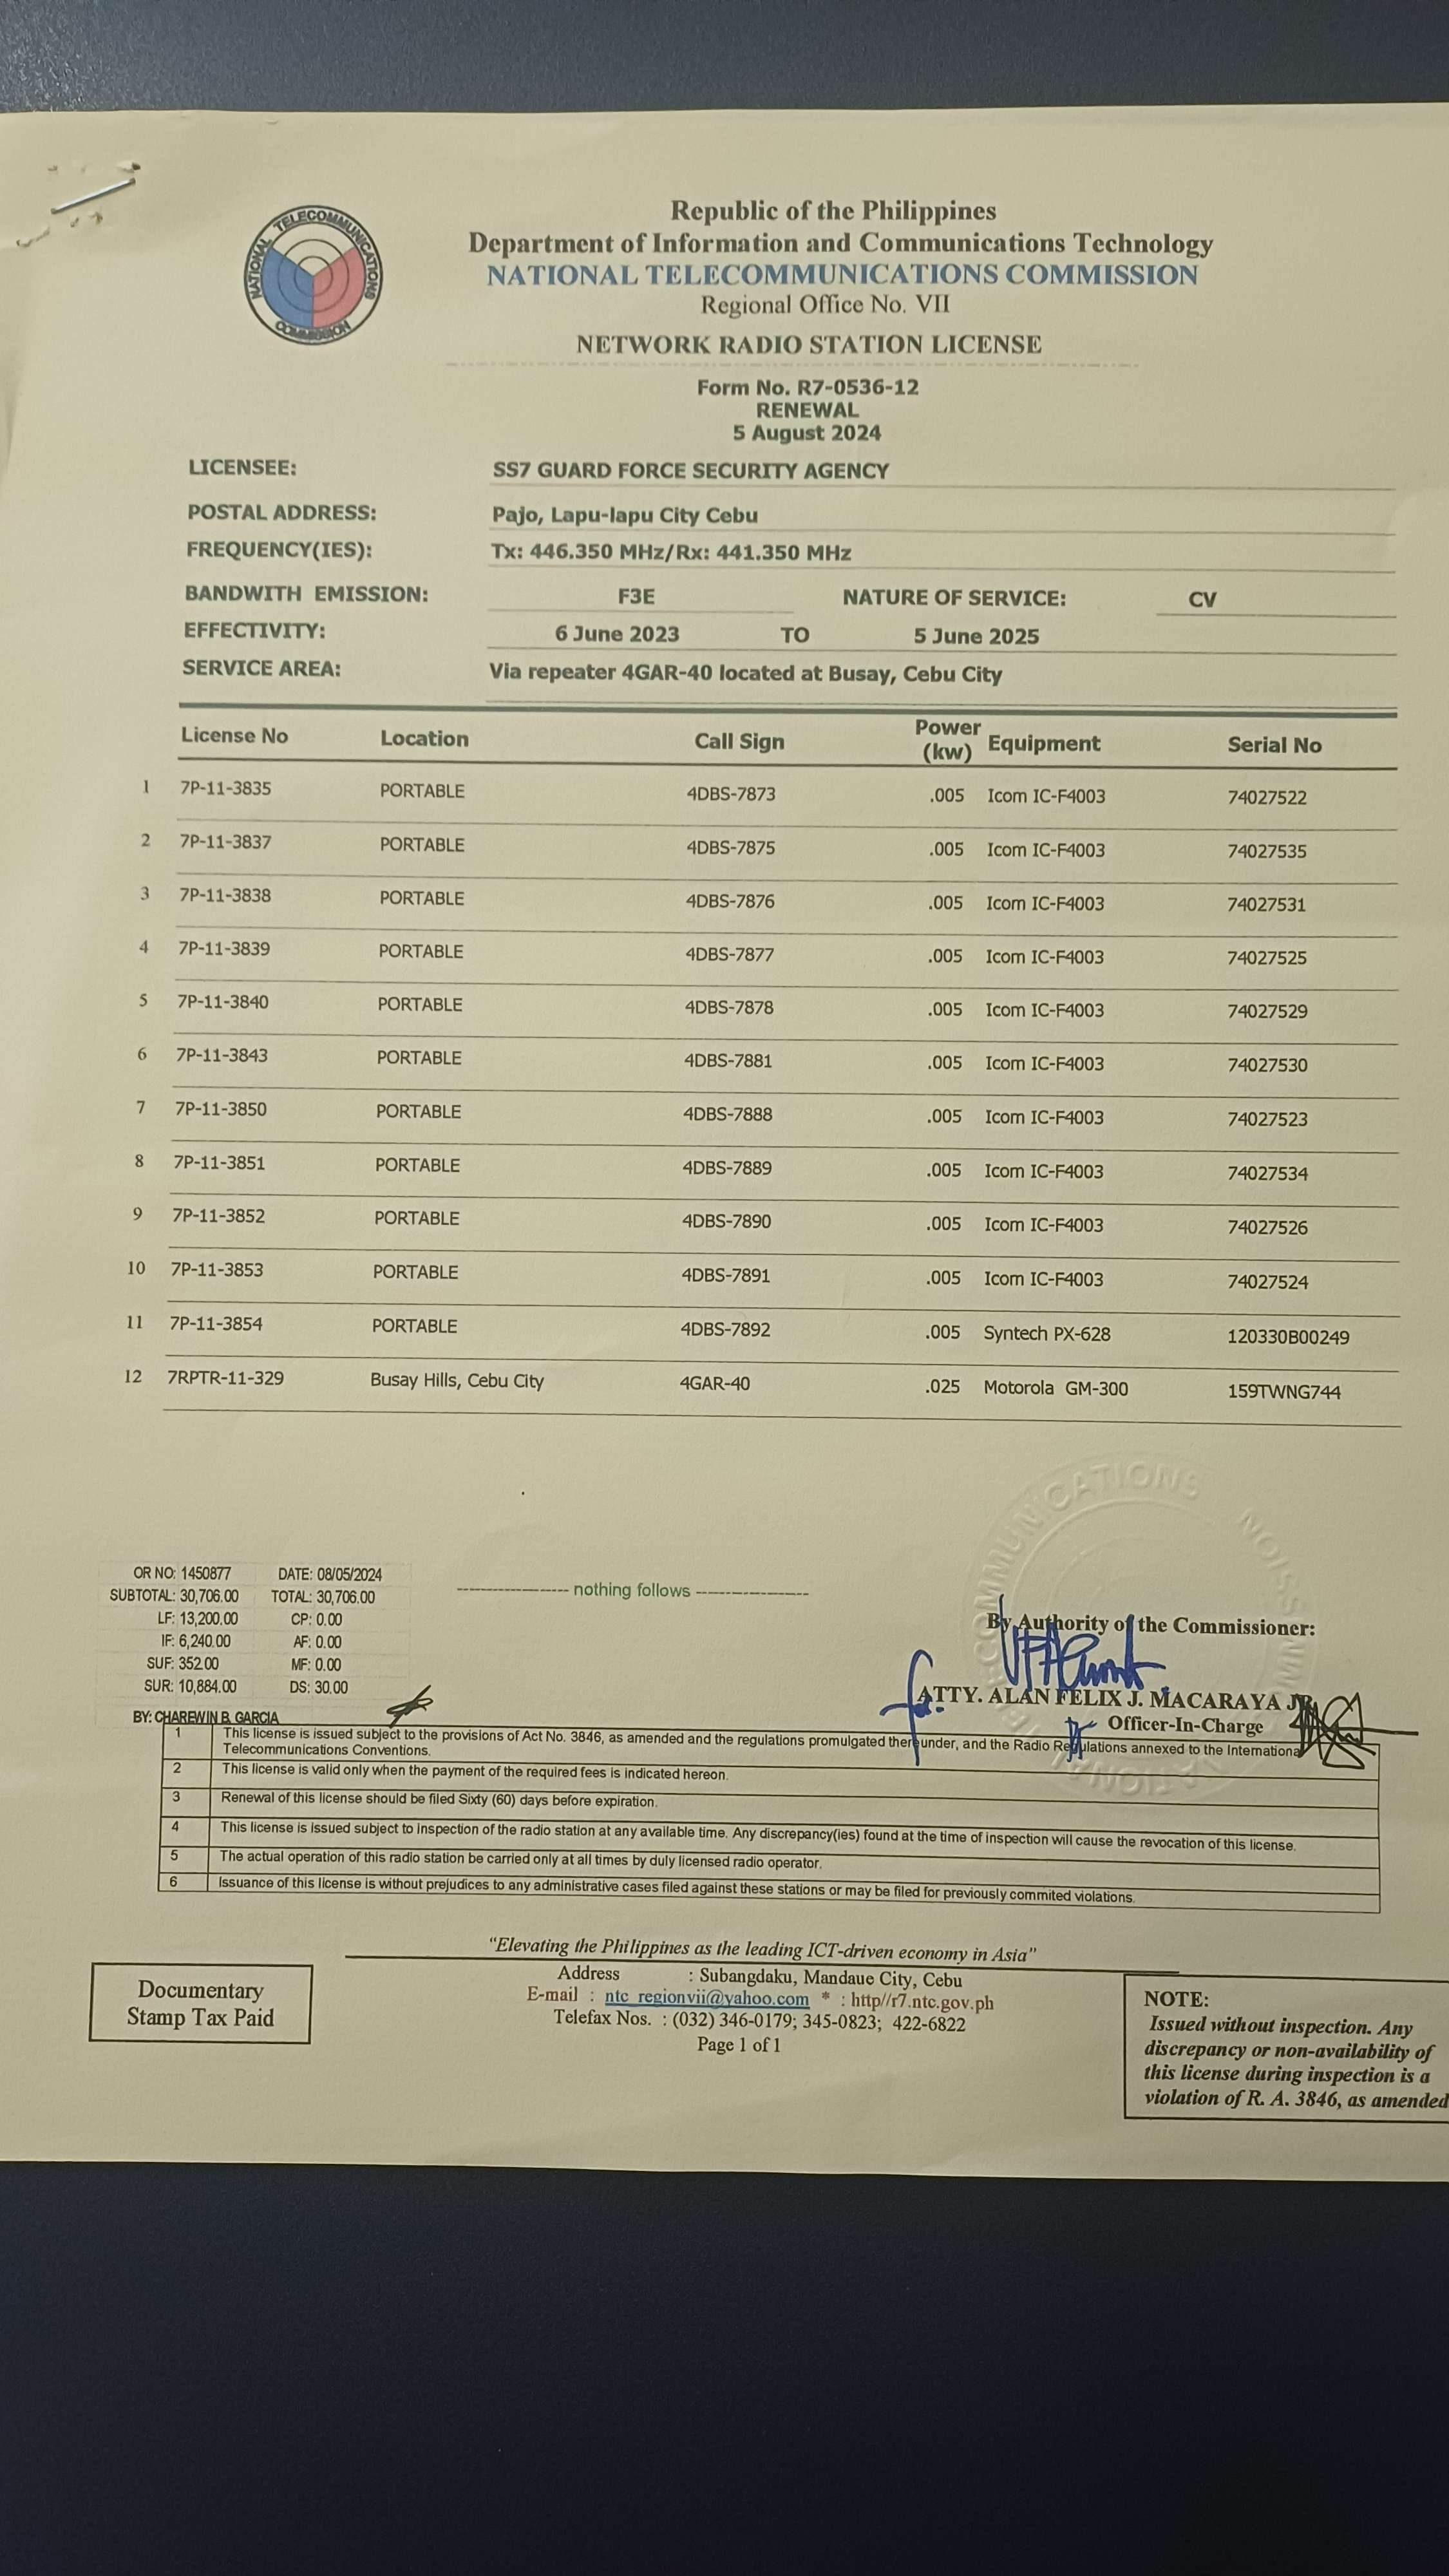 NATIONAL TELECOMMUNICATIONS COMMISSION
Republic of the Philippines
Department of Information and Communications Technology
NATIONAL TELECOMMUNICATIONS COMMISSION
Regional Office No. VII
NETWORK RADIO STATION LICENSE
Form No. R7-0536-12
RENEWAL
5 August 2024
LICENSEE: SS7 GUARD FORCE SECURITY AGENCY
POSTAL ADDRESS: Pajo, Lapu-lapu City Cebu
FREQUENCY(IES): Tx: 446.350 MHz/Rx: 441.350 MHz
BANDWITH EMISSION: F3E NATURE OF SERVICE: CV
EFFECTIVITY: 6 June 2023 TO 5 June 2025
SERVICE AREA: Via repeater 4GAR-40 located at Busay, Cebu City
License No Location Call Sign Power (kw) Equipment Serial No
1 7P-11-3835 PORTABLE 4DBS-7873 .005 Icom IC-F4003 74027522
2 7P-11-3837 PORTABLE 4DBS-7875 .005 Icom IC-F4003 74027535
3 7P-11-3838 PORTABLE 4DBS-7876 .005 Icom IC-F4003 74027531
4 7P-11-3839 PORTABLE 4DBS-7877 .005 Icom IC-F4003 74027525
5 7P-11-3840 PORTABLE 4DBS-7878 .005 Icom IC-F4003 74027529
6 7P-11-3843 PORTABLE 4DBS-7881 .005 Icom IC-F4003 74027530
7 7P-11-3850 PORTABLE 4DBS-7888 .005 Icom IC-F4003 74027523
8 7P-11-3851 PORTABLE 4DBS-7889 .005 Icom IC-F4003 74027534
9 7P-11-3852 PORTABLE 4DBS-7890 .005 Icom IC-F4003 74027526
10 7P-11-3853 PORTABLE 4DBS-7891 .005 Icom IC-F4003 74027524
11 7P-11-3854 PORTABLE 4DBS-7892 .005 Syntech PX-628 120330B00249
12 7RPTR-11-329 Busay Hills, Cebu City 4GAR-40 .025 Motorola GM-300 159TWNG744
OR NO: 1450877 DATE: 08/05/2024
SUBTOTAL: 30,706.00 TOTAL: 30,706.00
LF: 13,200.00 CP: 0.00
IF: 6,240.00 AF: 0.00
SUF: 352.00 MF: 0.00
SUR: 10,884.00 DS: 30.00
BY: CHAREWIN B. GARCIA
-------------------- nothing follows --------------------
By Authority of the Commissioner:
for:
ATTY. ALAN FELIX J. MACARAYA JR.
Officer-In-Charge
1 This license is issued subject to the provisions of Act No. 3846, as amended and the regulations promulgated thereunder, and the Radio Regulations annexed to the International
Telecommunications Conventions.
2 This license is valid only when the payment of the required fees is indicated hereon.
3 Renewal of this license should be filed Sixty (60) days before expiration.
4 This license is issued subject to inspection of the radio station at any available time. Any discrepancy(ies) found at the time of inspection will cause the revocation of this license.
5 The actual operation of this radio station be carried only at all times by duly licensed radio operator.
6 Issuance of this license is without prejudices to any administrative cases filed against these stations or may be filed for previously commited violations.
"Elevating the Philippines as the leading ICT-driven economy in Asia"
Address : Subangdaku, Mandaue City, Cebu
E-mail : ntc_regionvii@yahoo.com * : http//r7.ntc.gov.ph
Telefax Nos. : (032) 346-0179; 345-0823; 422-6822
Page 1 of 1
Documentary
Stamp Tax Paid
NOTE:
Issued without inspection. Any
discrepancy or non-availability of
this license during inspection is a
violation of R. A. 3846, as amended